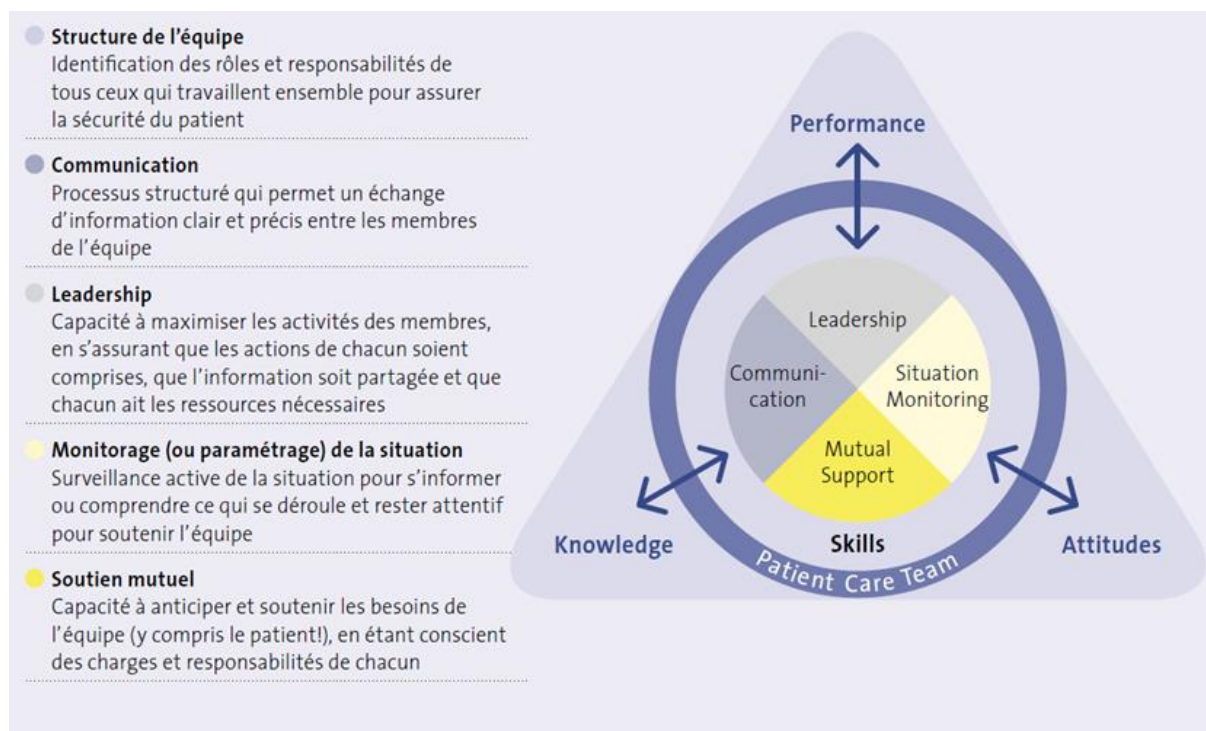 Structure de l'équipe
Identification des rôles et responsabilités de
tous ceux qui travaillent ensemble pour assurer
la sécurité du patient
Communication
Processus structuré qui permet un échange
d'information clair et précis entre les membres
de l'équipe
Leadership
Capacité à maximiser les activités des membres,
en s'assurant que les actions de chacun soient
comprises, que l'information soit partagée et que
chacun ait les ressources nécessaires
Monitorage (ou paramétrage) de la situation
Surveillance active de la situation pour s'informer
ou comprendre ce qui se déroule et rester attentif
pour soutenir l'équipe
Soutien mutuel
Capacité à anticiper et soutenir les besoins de
l'équipe (y compris le patient!), en étant conscient
des charges et responsabilités de chacun
Performance
Leadership
Communi-
cation
Situation
Monitoring
Mutual
Support
Knowledge
Skills
Attitudes
Patient Care Team